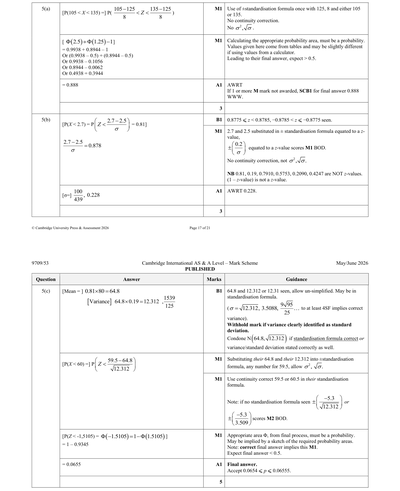 5(a)
[P(105 < X < 135) =] P( 105−125/8 < Z < 135−125/8 )
M1
Use of ±standardisation formula once with 125, 8 and either 105 or 135.
No continuity correction.
No σ², √σ.
[ Φ(2.5)+Φ(1.25)−1]
= 0.9938 + 0.8944 – 1
Or (0.9938 – 0.5) + (0.8944 – 0.5)
Or 0.9938 – 0.1056
Or 0.8944 – 0.0062
Or 0.4938 + 0.3944
M1
Calculating the appropriate probability area, must be a probability.
Values given here come from tables and may be slightly different if using values from a calculator.
Leading to their final answer, expect > 0.5.
= 0.888
A1
AWRT
If 1 or more M mark not awarded, SCB1 for final answer 0.888 WWW.
3
5(b)
[P(X < 2.7) = P( Z < 2.7−2.5/σ ) = 0.81]
B1
0.8775 ⩽ z < 0.8785, −0.8785 < z ⩽ −0.8775 seen.
2.7−2.5/σ = 0.878
M1
2.7 and 2.5 substituted in ± standardisation formula equated to a z-value,
±(0.2/σ) equated to a z-value scores M1 BOD.
No continuity correction, not σ², √σ.
NB 0.81, 0.19, 0.7910, 0.5753, 0.2090, 0.4247 are NOT z-values.
(1 – z-value) is not a z-value.
[σ=] 100/439, 0.228
A1
AWRT 0.228.
3
© Cambridge University Press & Assessment 2026
Page 17 of 21
9709/53
Cambridge International AS & A Level – Mark Scheme
PUBLISHED
May/June 2026
Question
Answer
Marks
Guidance
5(c)
[Mean = ] 0.81×80 = 64.8
[Variance] 64.8×0.19 = 12.312, 1539/125
B1
64.8 and 12.312 or 12.31 seen, allow un-simplified. May be in standardisation formula.
(σ = √12.312, 3.5088, 9√95/25 … to at least 4SF implies correct variance).
Withhold mark if variance clearly identified as standard deviation.
Condone N(64.8, √12.312) if standardisation formula correct or variance/standard deviation stated correctly as well.
[P(X < 60) =] P( Z < 59.5−64.8/√12.312 )
M1
Substituting their 64.8 and their 12.312 into ±standardisation formula, any number for 59.5, allow σ², √σ.
M1
Use continuity correct 59.5 or 60.5 in their standardisation formula.
Note: if no standardisation formula seen ±( −5.3/√12.312 ) or
±( −5.3/3.509 ) scores M2 BOD.
[P(Z < -1.5105) = Φ(−1.5105) = 1−Φ(1.5105) ]
= 1 – 0.9345
M1
Appropriate area Φ, from final process, must be a probability.
May be implied by a sketch of the required probability areas.
Note: correct final answer implies this M1.
Expect final answer < 0.5.
= 0.0655
A1
Final answer.
Accept 0.0654 ⩽ p ⩽ 0.06555.
5